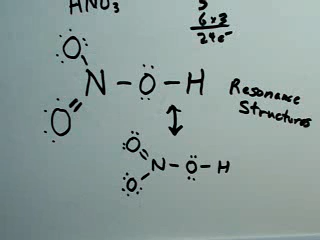 HNO3
5
6x3
24e-
O
N - O - H
O
Resonance
Structures
O
N - O - H
O